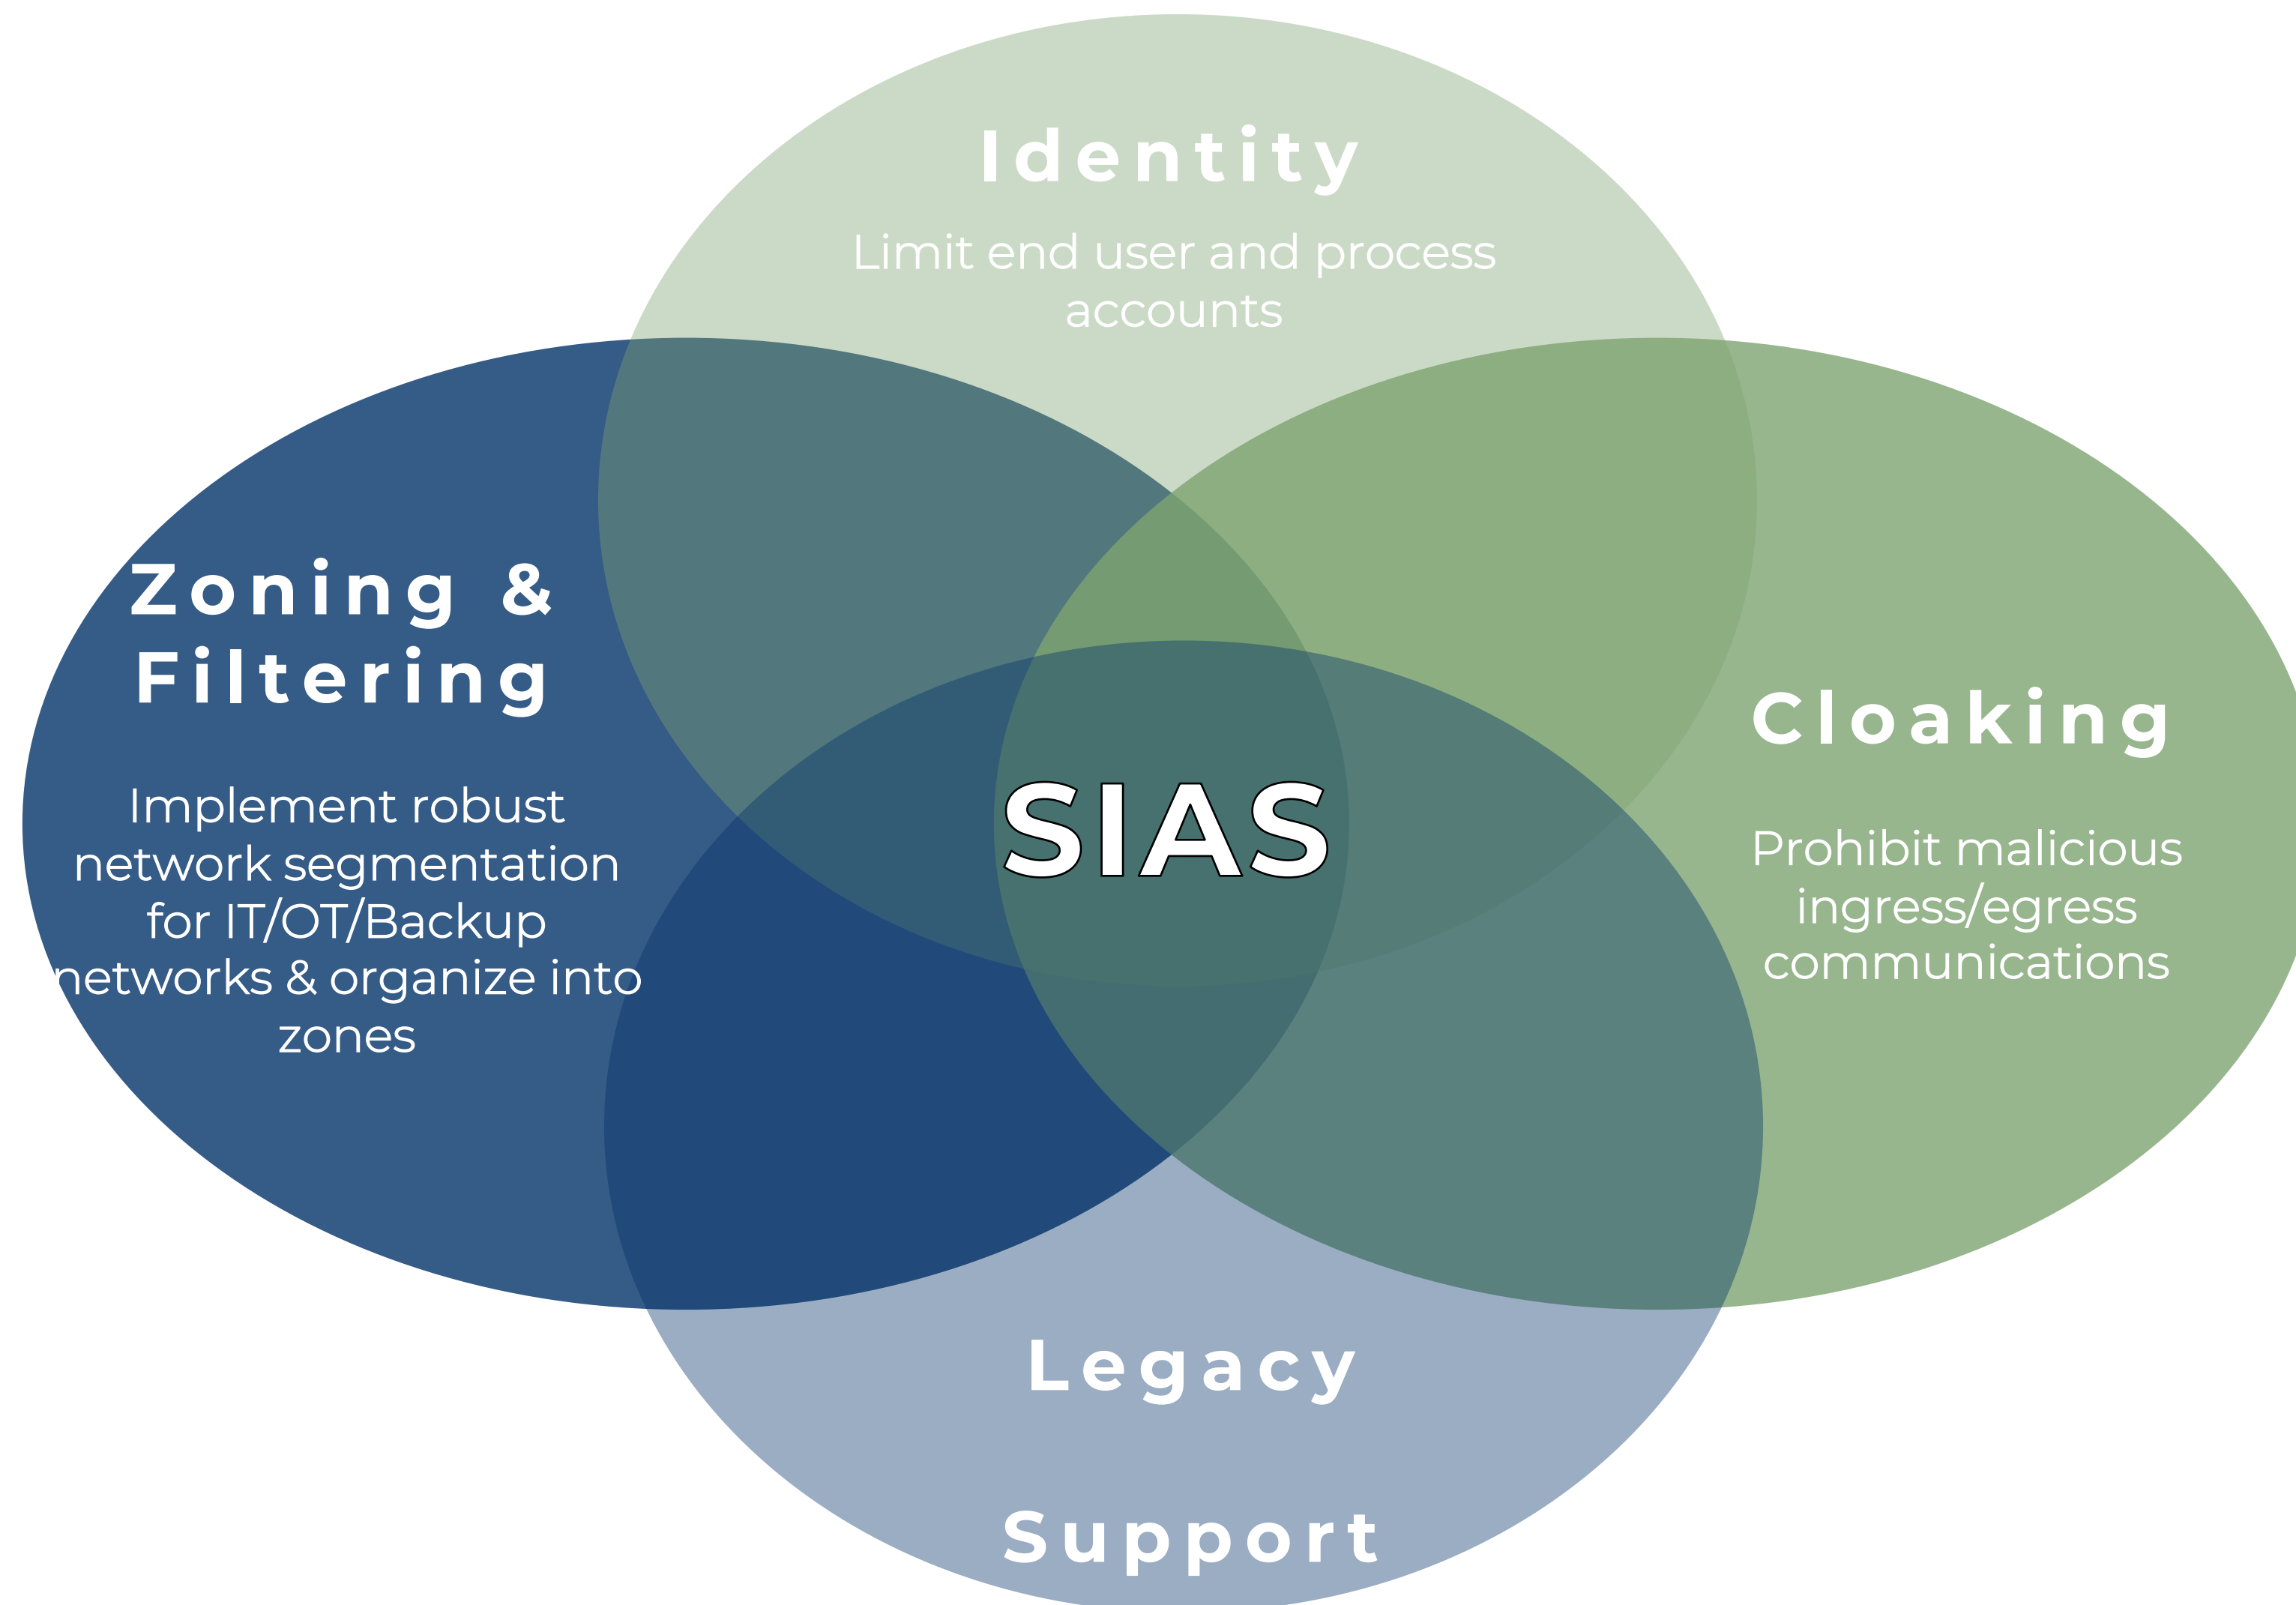 Identity
Limit end user and process
accounts
Zoning &
Filtering
Implement robust
network segmentation
for IT/OT/Backup
networks & organize into
zones
SIAS
Cloaking
Prohibit malicious
ingress/egress
communications
Legacy
Support